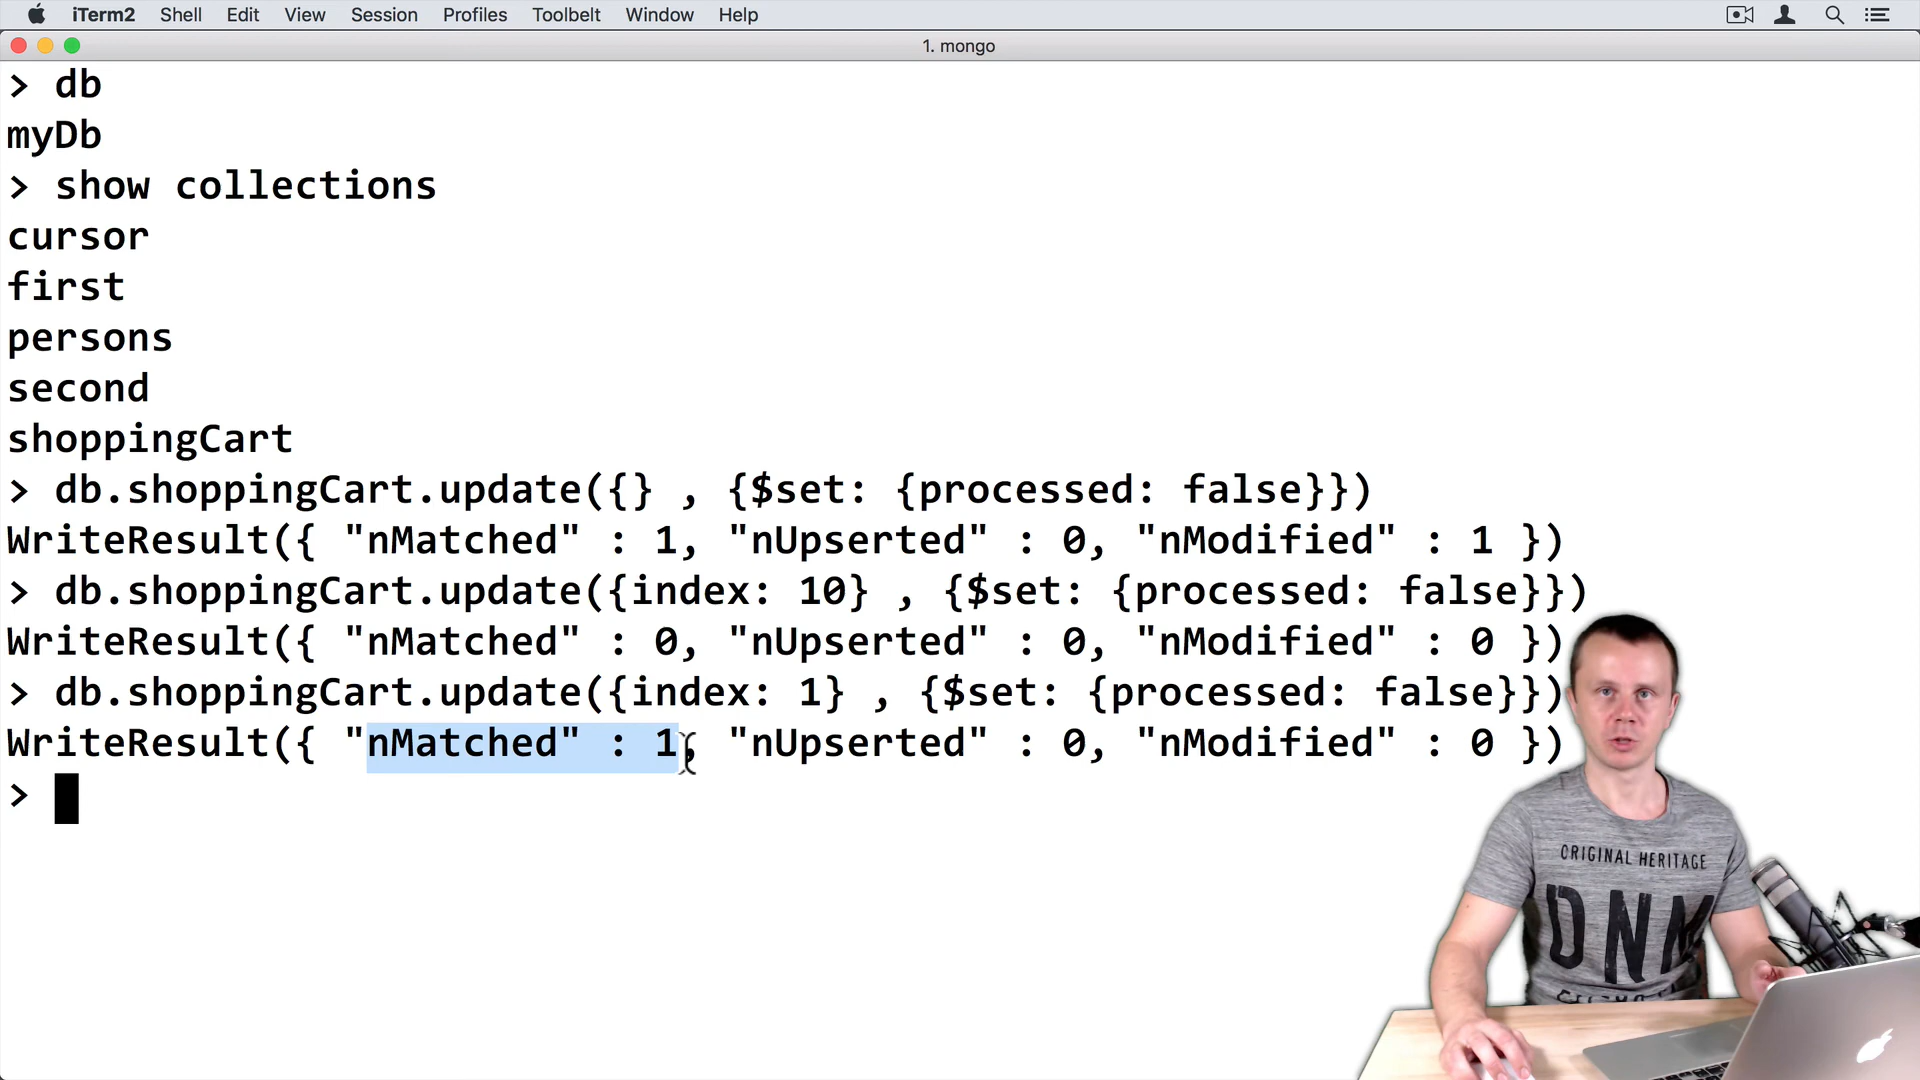 iTerm2 Shell Edit View Session Profiles Toolbelt Window Help
1. mongo
> db
myDb
> show collections
cursor
first
persons
second
shoppingCart
> db.shoppingCart.update({} , {$set: {processed: false}})
WriteResult({ "nMatched" : 1, "nUpserted" : 0, "nModified" : 1 })
> db.shoppingCart.update({index: 10} , {$set: {processed: false}})
WriteResult({ "nMatched" : 0, "nUpserted" : 0, "nModified" : 0 })
> db.shoppingCart.update({index: 1} , {$set: {processed: false}})
WriteResult({ "nMatched" : 1, "nUpserted" : 0, "nModified" : 0 })
>
ORIGINAL HERITAGE
DNM